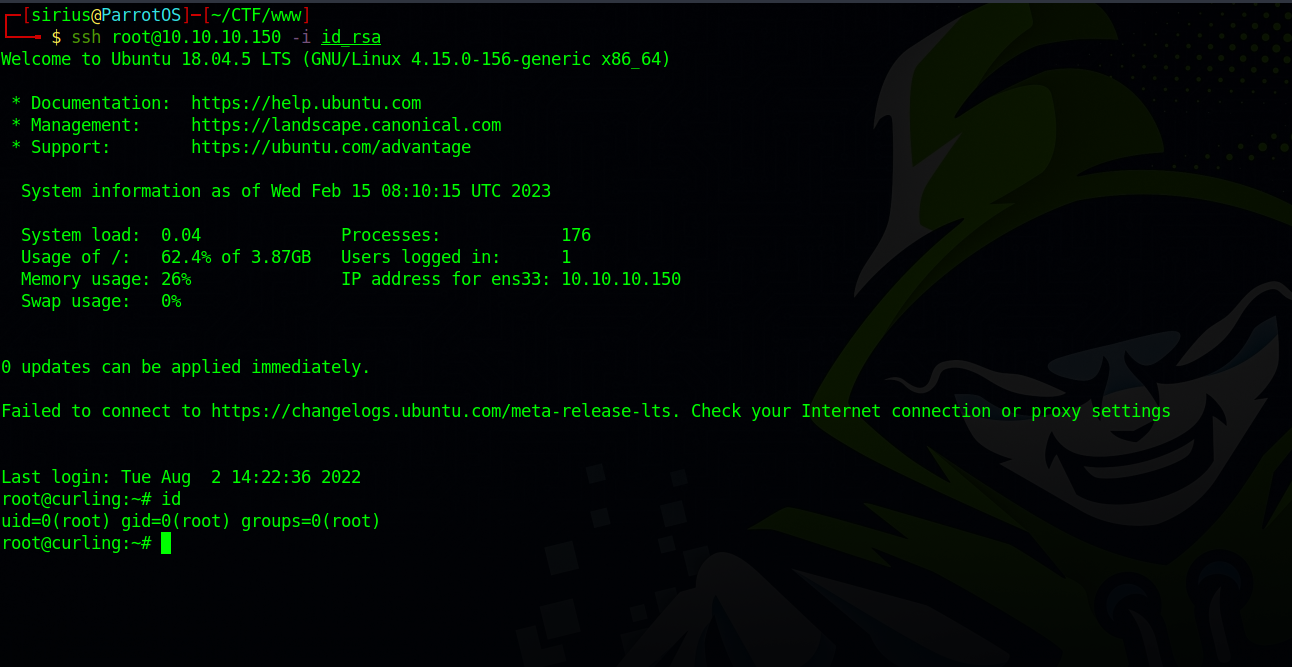 ┌─[sirius@ParrotOS]─[~/CTF/www]
└──╼ $ ssh root@10.10.10.150 -i id_rsa
Welcome to Ubuntu 18.04.5 LTS (GNU/Linux 4.15.0-156-generic x86_64)
* Documentation:  https://help.ubuntu.com
* Management:     https://landscape.canonical.com
* Support:        https://ubuntu.com/advantage
System information as of Wed Feb 15 08:10:15 UTC 2023
System load:  0.04              Processes:            176
Usage of /:   62.4% of 3.87GB   Users logged in:      1
Memory usage: 26%               IP address for ens33: 10.10.10.150
Swap usage:   0%
0 updates can be applied immediately.
Failed to connect to https://changelogs.ubuntu.com/meta-release-lts. Check your Internet connection or proxy settings
Last login: Tue Aug  2 14:22:36 2022
root@curling:~# id
uid=0(root) gid=0(root) groups=0(root)
root@curling:~#